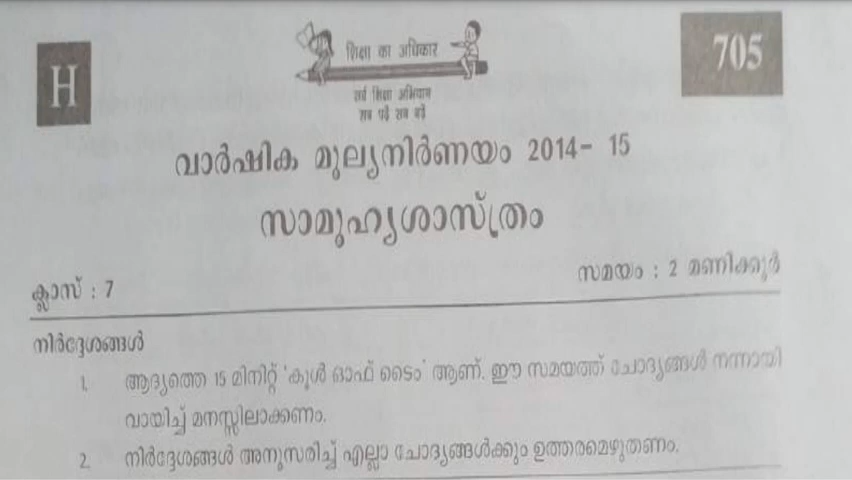 H
शिक्षा का अधिकार
705
सर्व शिक्षा अभियान
सब पढ़ें सब बढ़ें
വാർഷിക മൂല്യനിർണയം 2014- 15
സാമൂഹ്യശാസ്ത്രം
ക്ലാസ് : 7
സമയം : 2 മണിക്കൂർ
നിർദ്ദേശങ്ങൾ
1. ആദ്യത്തെ 15 മിനിറ്റ് 'കൂൾ ഓഫ് ടൈം' ആണ്. ഈ സമയത്ത് ചോദ്യങ്ങൾ നന്നായി
വായിച്ച് മനസ്സിലാക്കണം.
2. നിർദ്ദേശങ്ങൾ അനുസരിച്ച് എല്ലാ ചോദ്യങ്ങൾക്കും ഉത്തരമെഴുതണം.